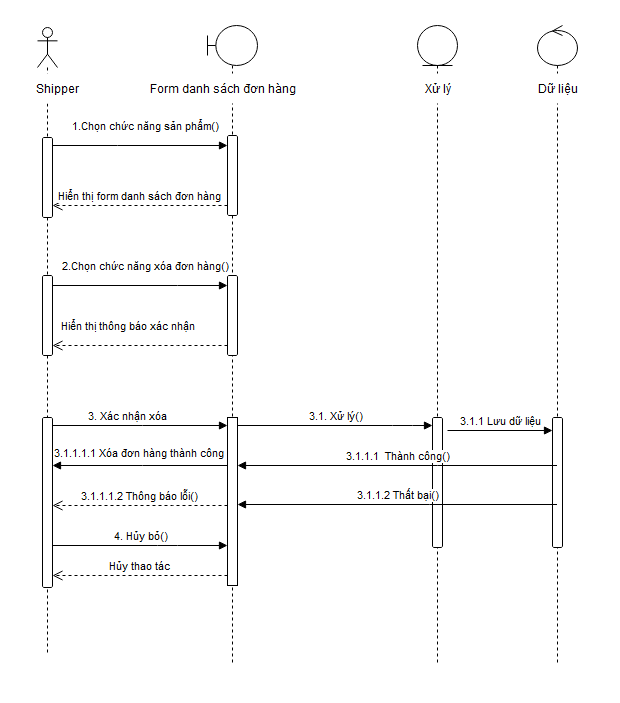 Shipper
Form danh sách đơn hàng
Xử lý
Dữ liệu
1.Chọn chức năng sản phẩm()
Hiển thị form danh sách đơn hàng
2.Chọn chức năng xóa đơn hàng()
Hiển thị thông báo xác nhận
3. Xác nhận xóa
3.1. Xử lý()
3.1.1 Lưu dữ liệu
3.1.1.1.1 Xóa đơn hàng thành công
3.1.1.1 Thành công()
3.1.1.1.2 Thông báo lỗi()
3.1.1.2 Thất bại()
4. Hủy bỏ()
Hủy thao tác